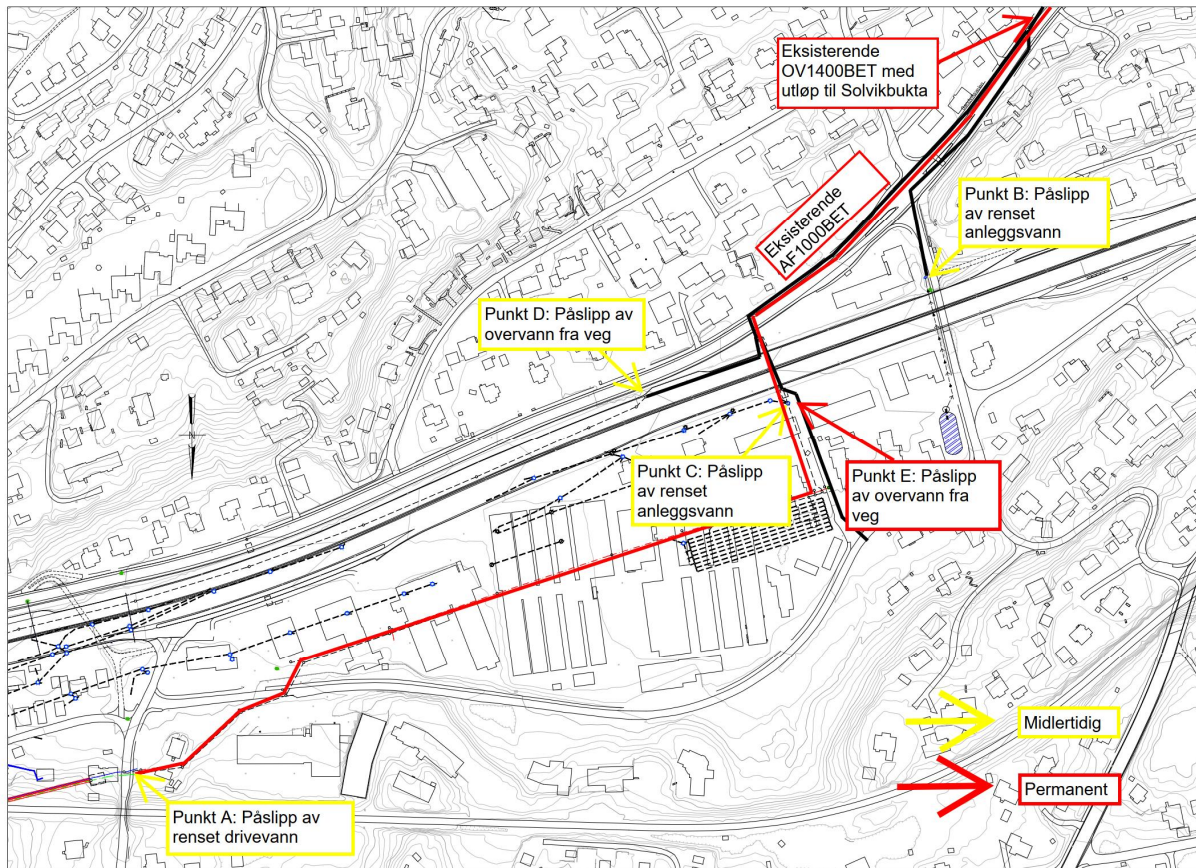 Eksisterende
OV1400BET med
utløp til Solvikbukta
Eksisterende
AF1000BET
Punkt B: Påslipp
av renset
anleggsvann
Punkt D: Påslipp av
overvann fra veg
N
Punkt C: Påslipp
av renset
anleggsvann
Punkt E: Påslipp
av overvann fra
veg
Midlertidig
Permanent
Punkt A: Påslipp av
renset drivevann